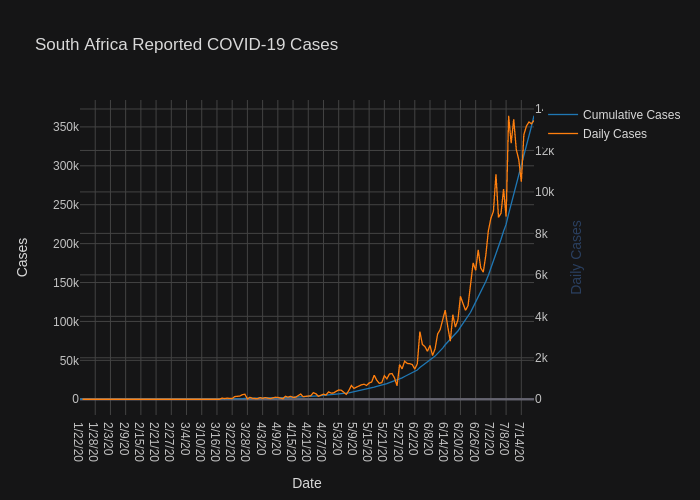 South Africa Reported COVID-19 Cases
Cumulative Cases
Daily Cases
350k
300k
250k
200k
150k
100k
50k
0
12k
10k
8k
6k
4k
2k
0
Cases
Daily Cases
1/22/20
1/28/20
2/3/20
2/9/20
2/15/20
2/21/20
2/27/20
3/4/20
3/10/20
3/16/20
3/22/20
3/28/20
4/3/20
4/9/20
4/15/20
4/21/20
4/27/20
5/3/20
5/9/20
5/15/20
5/21/20
5/27/20
6/2/20
6/8/20
6/14/20
6/20/20
6/26/20
7/2/20
7/8/20
7/14/20
Date